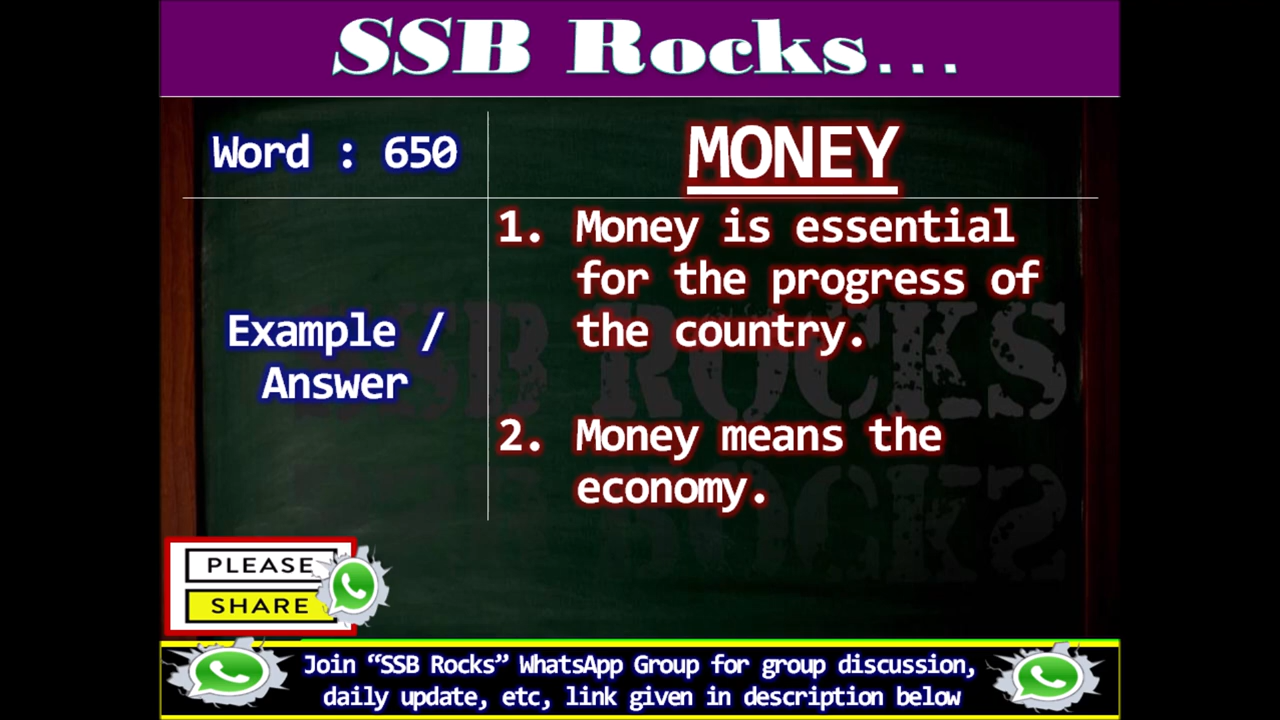 SSB Rocks...
Word : 650
MONEY
Example /
Answer
1. Money is essential
for the progress of
the country.
2. Money means the
economy.
SSB ROCKS
PLEASE
SHARE
Join “SSB Rocks” WhatsApp Group for group discussion,
daily update, etc, link given in description below